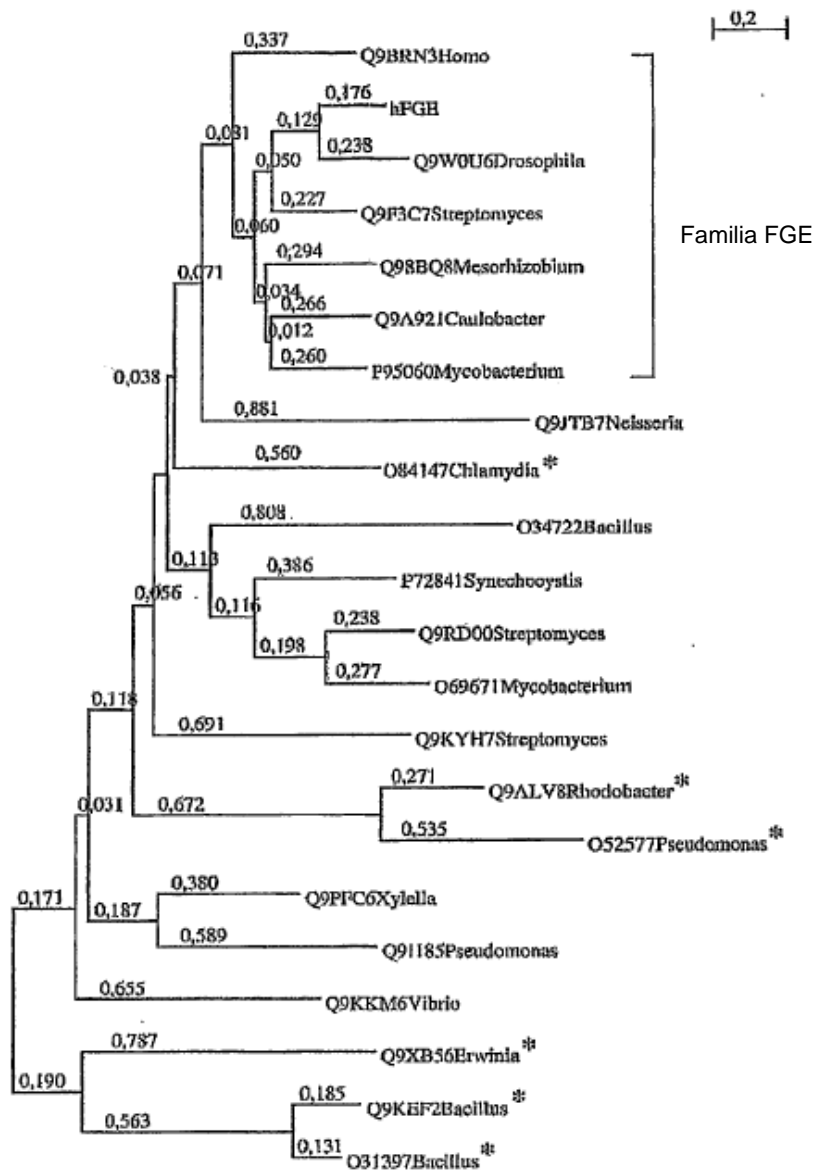 0,2
0,337
Q9BRN3Homo
0,176
hFGE
0,129
0,081
0,238
Q9W0U6Drosophila
0,050
0,227
Q9F3C7Streptomyces
0,060
Familia FGE
0,294
Q98BQ8Mesorhizobium
0,071
0,034
0,266
Q9A921Caulobacter
0,012
0,260
P95060Mycobacterium
0,038
0,881
Q9JTB7Neisseria
0,560
O84147Chlamydia*
0,808
O34722Bacillus
0,113
0,386
P72841Synechocystis
0,056
0,116
0,238
Q9RD00Streptomyces
0,198
0,277
O69671Mycobacterium
0,118
0,691
Q9KYH7Streptomyces
0,271
Q9ALV8Rhodobacter*
0,031
0,672
0,535
O52577Pseudomonas*
0,380
Q9PFC6Xylella
0,171
0,187
0,589
Q9I185Pseudomonas
0,655
Q9KKM6Vibrio
0,787
Q9XB56Erwinia*
0,190
0,185
Q9KEF2Bacillus*
0,563
0,131
O31397Bacillus*